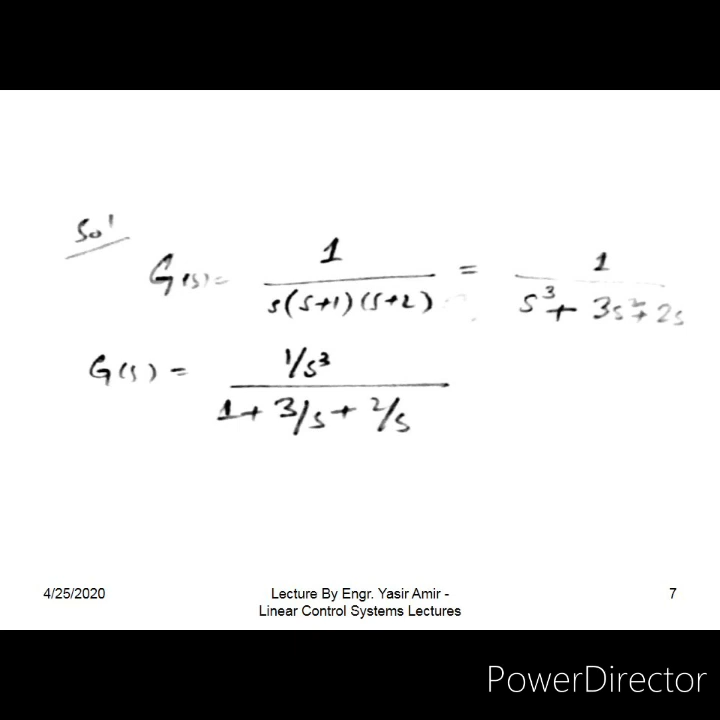 Sol
G(s)= 1 / s(s+1)(s+2) = 1 / s³+ 3s²+ 2s
G(s) = 1/s³ / 1+ 3/s + 2/s
4/25/2020
Lecture By Engr. Yasir Amir -
Linear Control Systems Lectures
7
PowerDirector